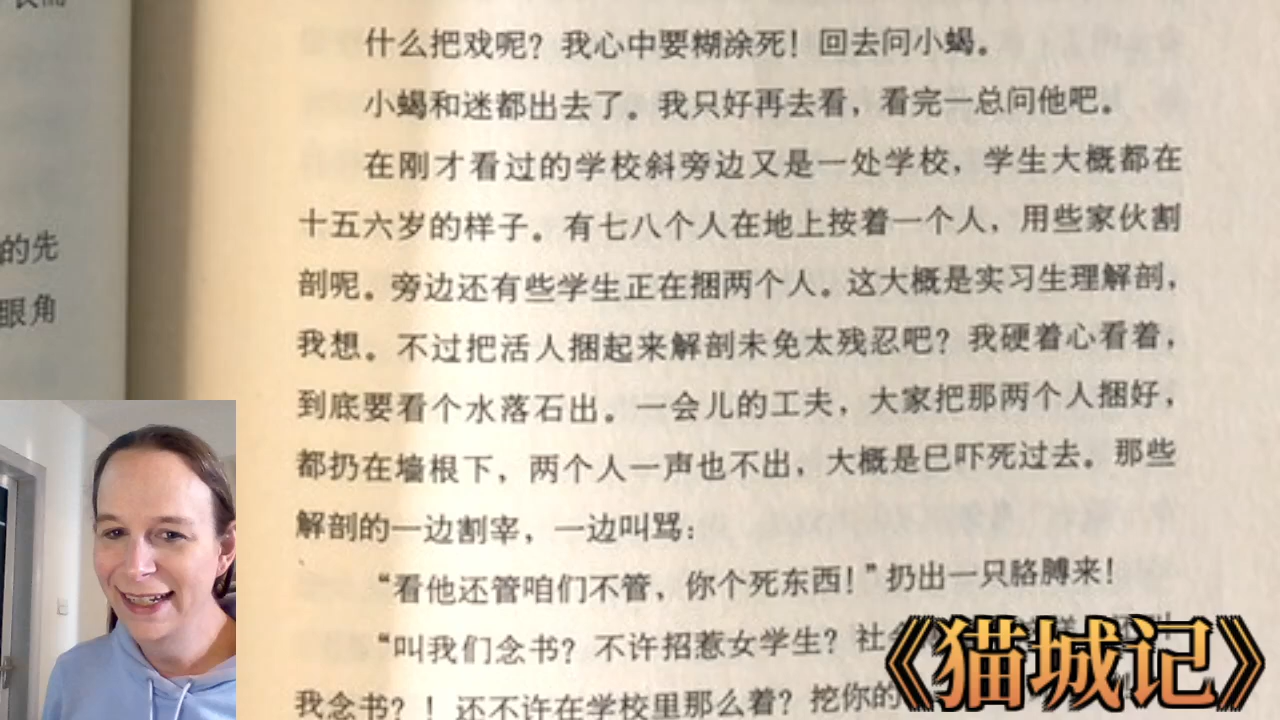 的先
眼角
什么把戏呢？我心中要糊涂死！回去问小蝎。
小蝎和迷都出去了。我只好再去看，看完一总问他吧。
在刚才看过的学校斜旁边又是一处学校，学生大概都在
十五六岁的样子。有七八个人在地上按着一个人，用些家伙割
剖呢。旁边还有些学生正在捆两个人。这大概是实习生理解剖，
我想。不过把活人捆起来解剖未免太残忍吧？我硬着心看着，
到底要看个水落石出。一会儿的工夫，大家把那两个人捆好，
都扔在墙根下，两个人一声也不出，大概是已吓死过去。那些
解剖的一边割宰，一边叫骂：
“看他还管咱们不管，你个死东西！”扔出一只胳膊来！
“叫我们念书？不许招惹女学生？社
我念书？！还不许在学校里那么着？挖你的
《猫城记》